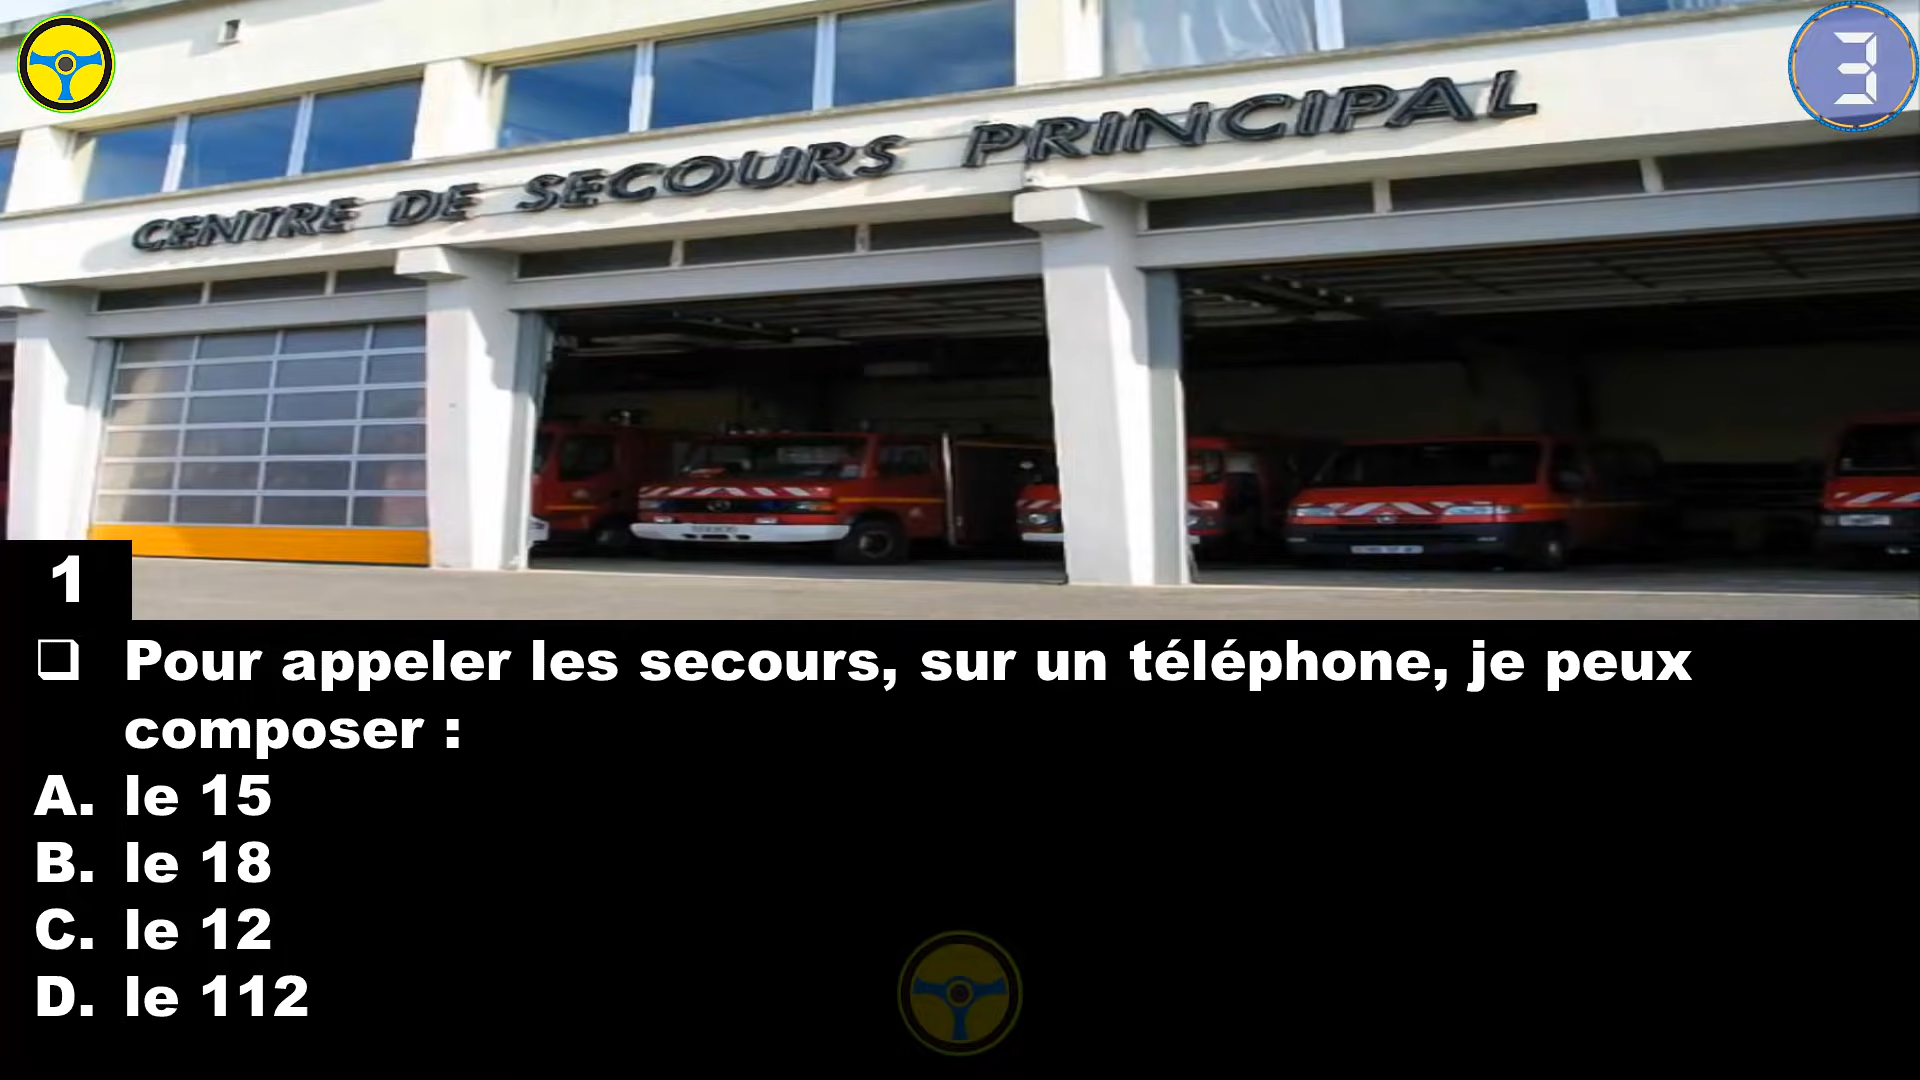 3
CENTRE DE SECOURS PRINCIPAL
1
❑ Pour appeler les secours, sur un téléphone, je peux
composer :
A. le 15
B. le 18
C. le 12
D. le 112